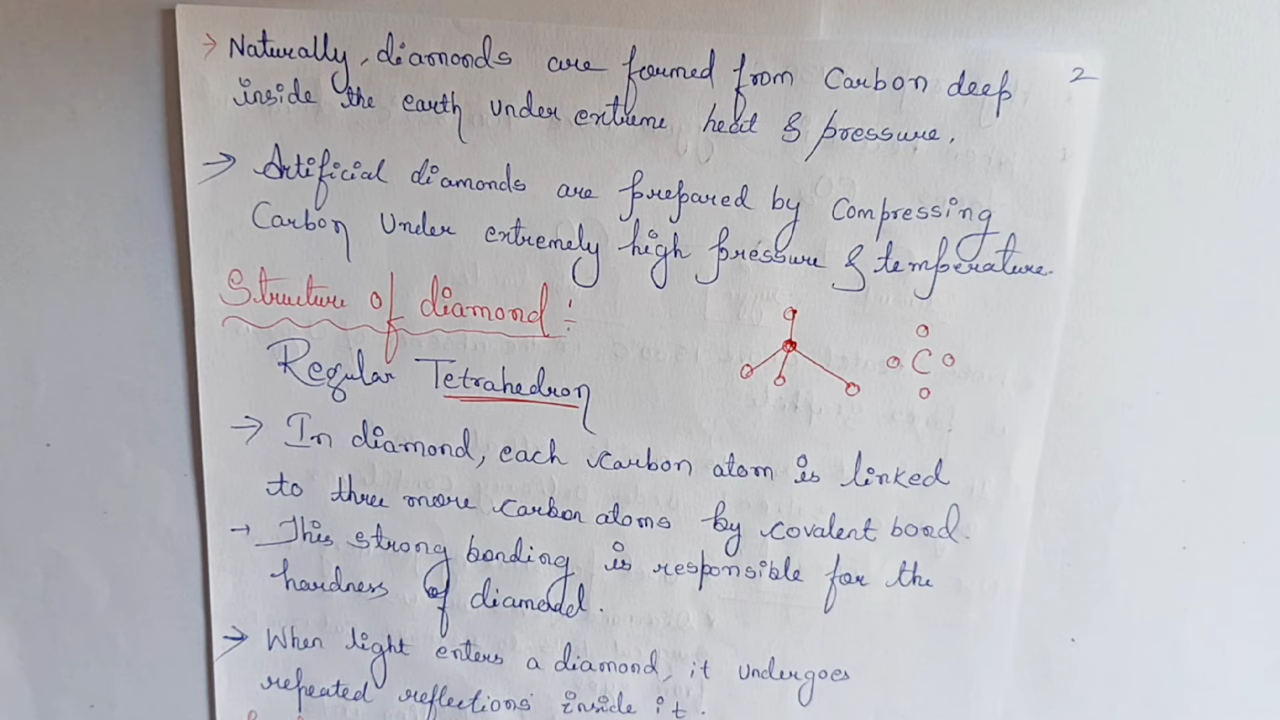 → Naturally, diamonds are formed from Carbon deep
2
inside the earth under extreme heat & pressure.
→ Artificial diamonds are prepared by Compressing
Carbon Under extremely high pressure & temperature.
Structure of diamond :-
Regular Tetrahedron
C
→ In diamond, each carbon atom is linked
to three more carbon atoms by covalent bond.
→ This strong bonding is responsible for the
hardness of diamond.
→ When light enters a diamond, it undergoes
repeated reflections inside it.